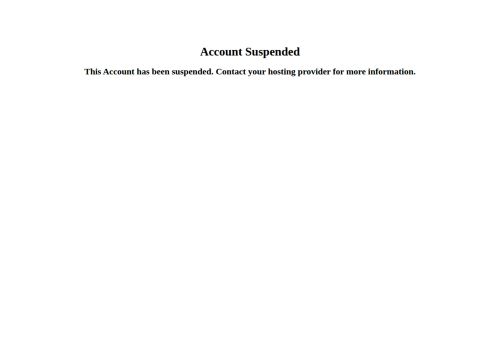 Account Suspended
This Account has been suspended. Contact your hosting provider for more information.